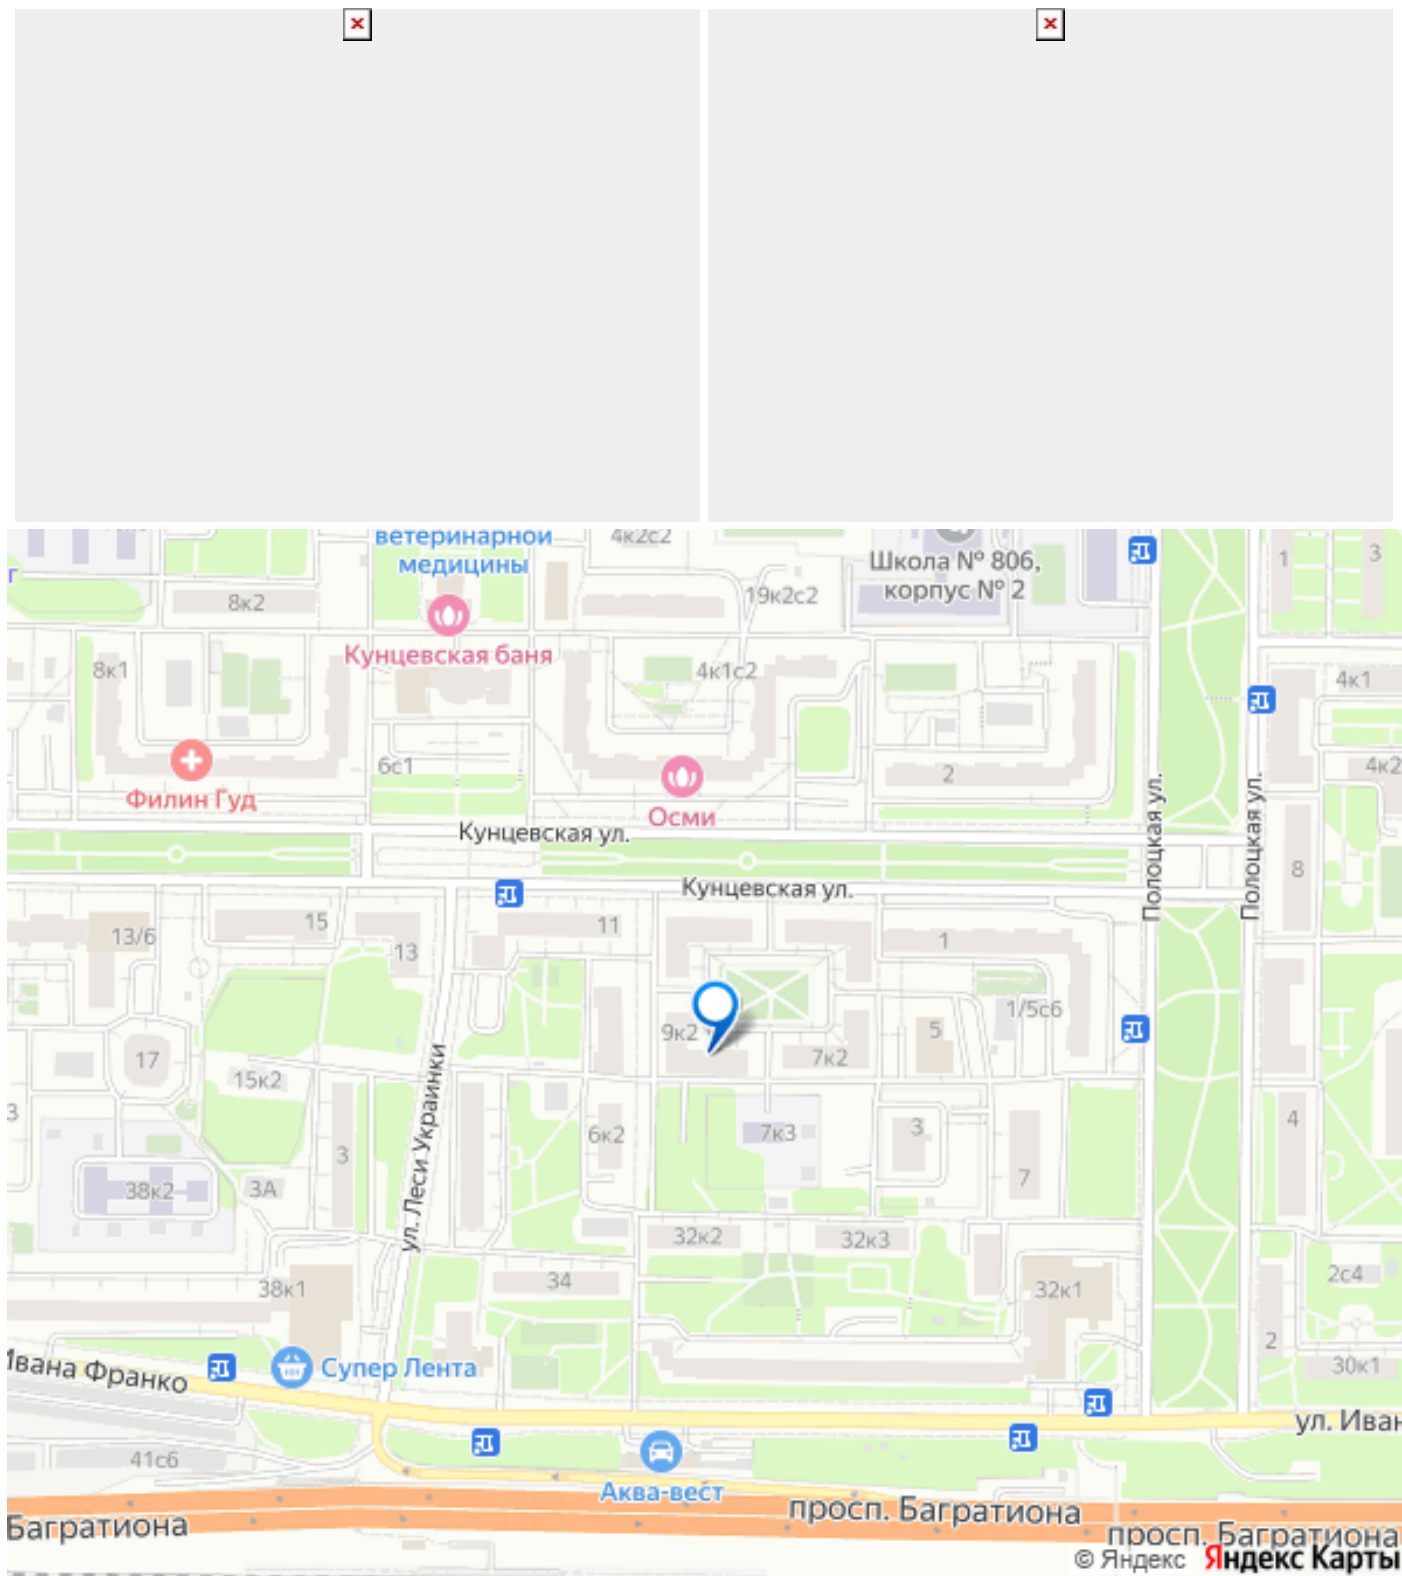 ветеринарной
медицины
4к2с2
Школа № 806,
корпус № 2
1
3
г
8к2
19к2с2
Кунцевская баня
8к1
4к1с2
4к1
6с1
2
4к2
Филин Гуд
Осми
Кунцевская ул.
Полоцкая ул.
Полоцкая ул.
8
Кунцевская ул.
15
11
13/6
13
1
1/5с6
9к2
5
7к2
17
15к2
ул. Леси Украинки
3
6к2
7к3
3
4
3
7
38к2
3А
32к2
32к3
34
38к1
32к1
2с4
2
30к1
Ивана Франко
Супер Лента
ул. Иван
41с6
Аква-вест
просп. Багратиона
Багратиона
просп. Багратиона
© Яндекс Яндекс Карты